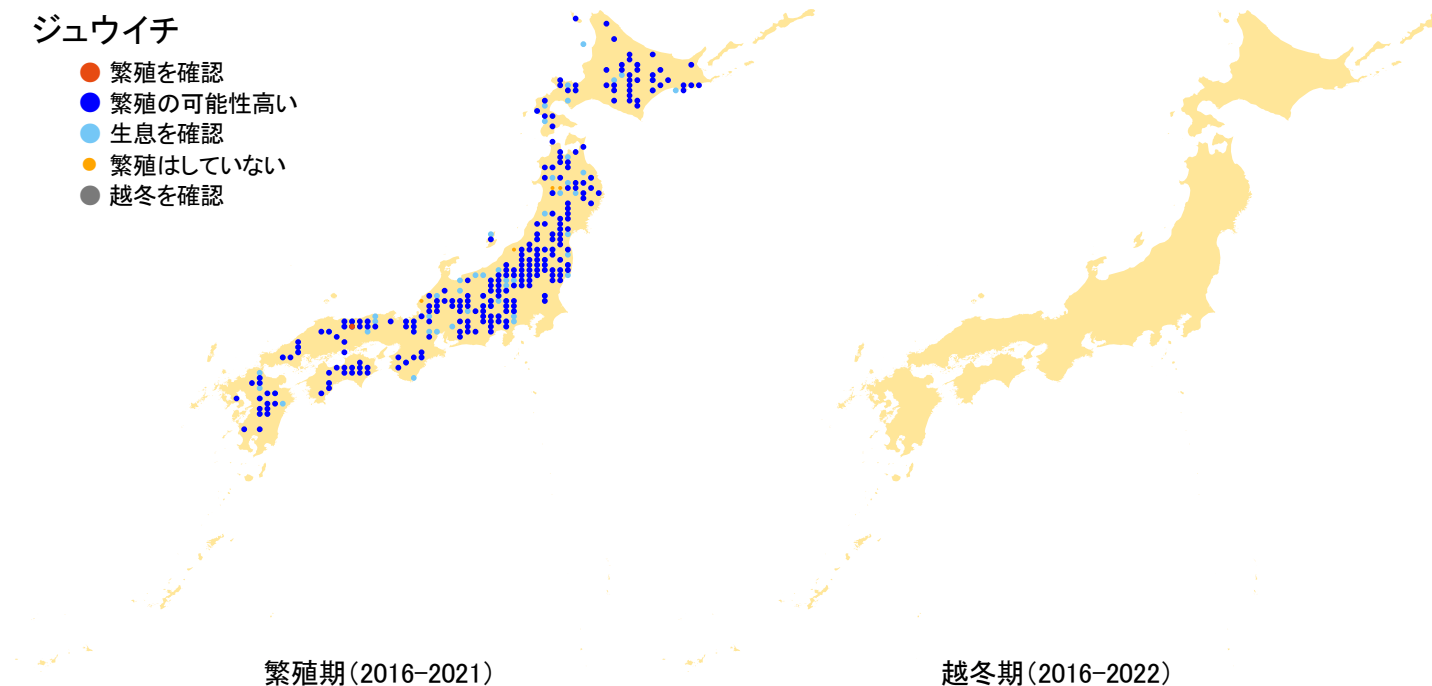 ジュウイチ
繁殖を確認
繁殖の可能性高い
生息を確認
繁殖はしていない
越冬を確認
繁殖期(2016-2021)
越冬期(2016-2022)